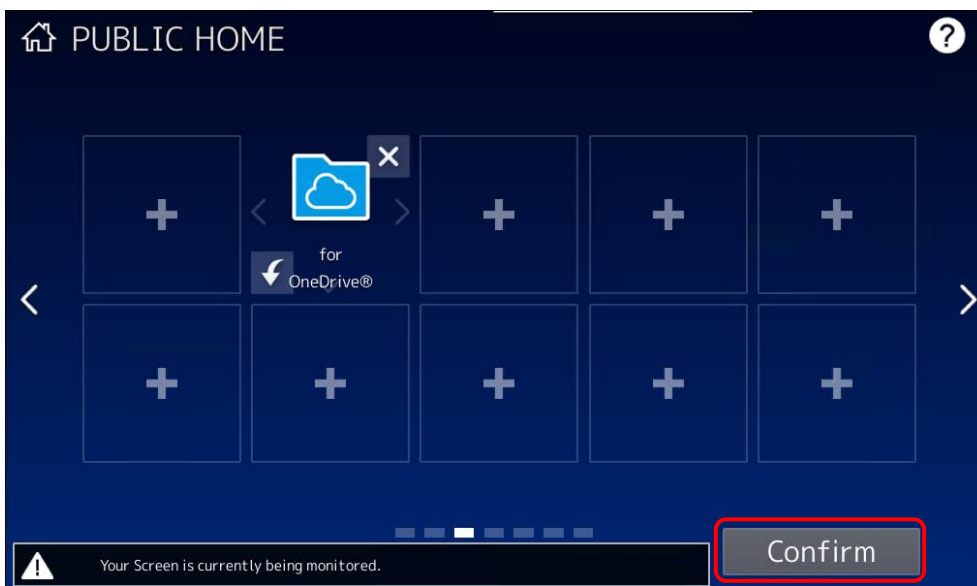 PUBLIC HOME
?
for
OneDrive®
Confirm
Your Screen is currently being monitored.